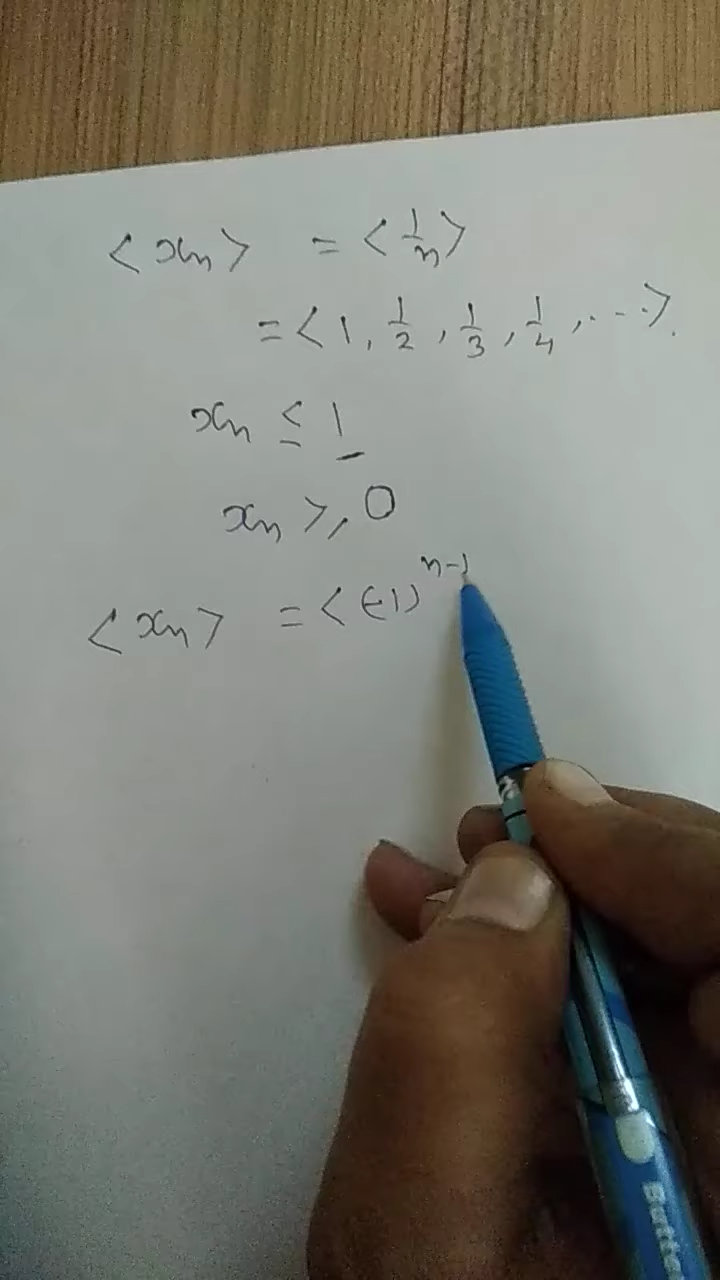 <xn> = <1/n>
= <1, 1/2, 1/3, 1/4, ....>.
xn ≤ 1
xn ≥ 0
<xn> = <(-1)^n-1